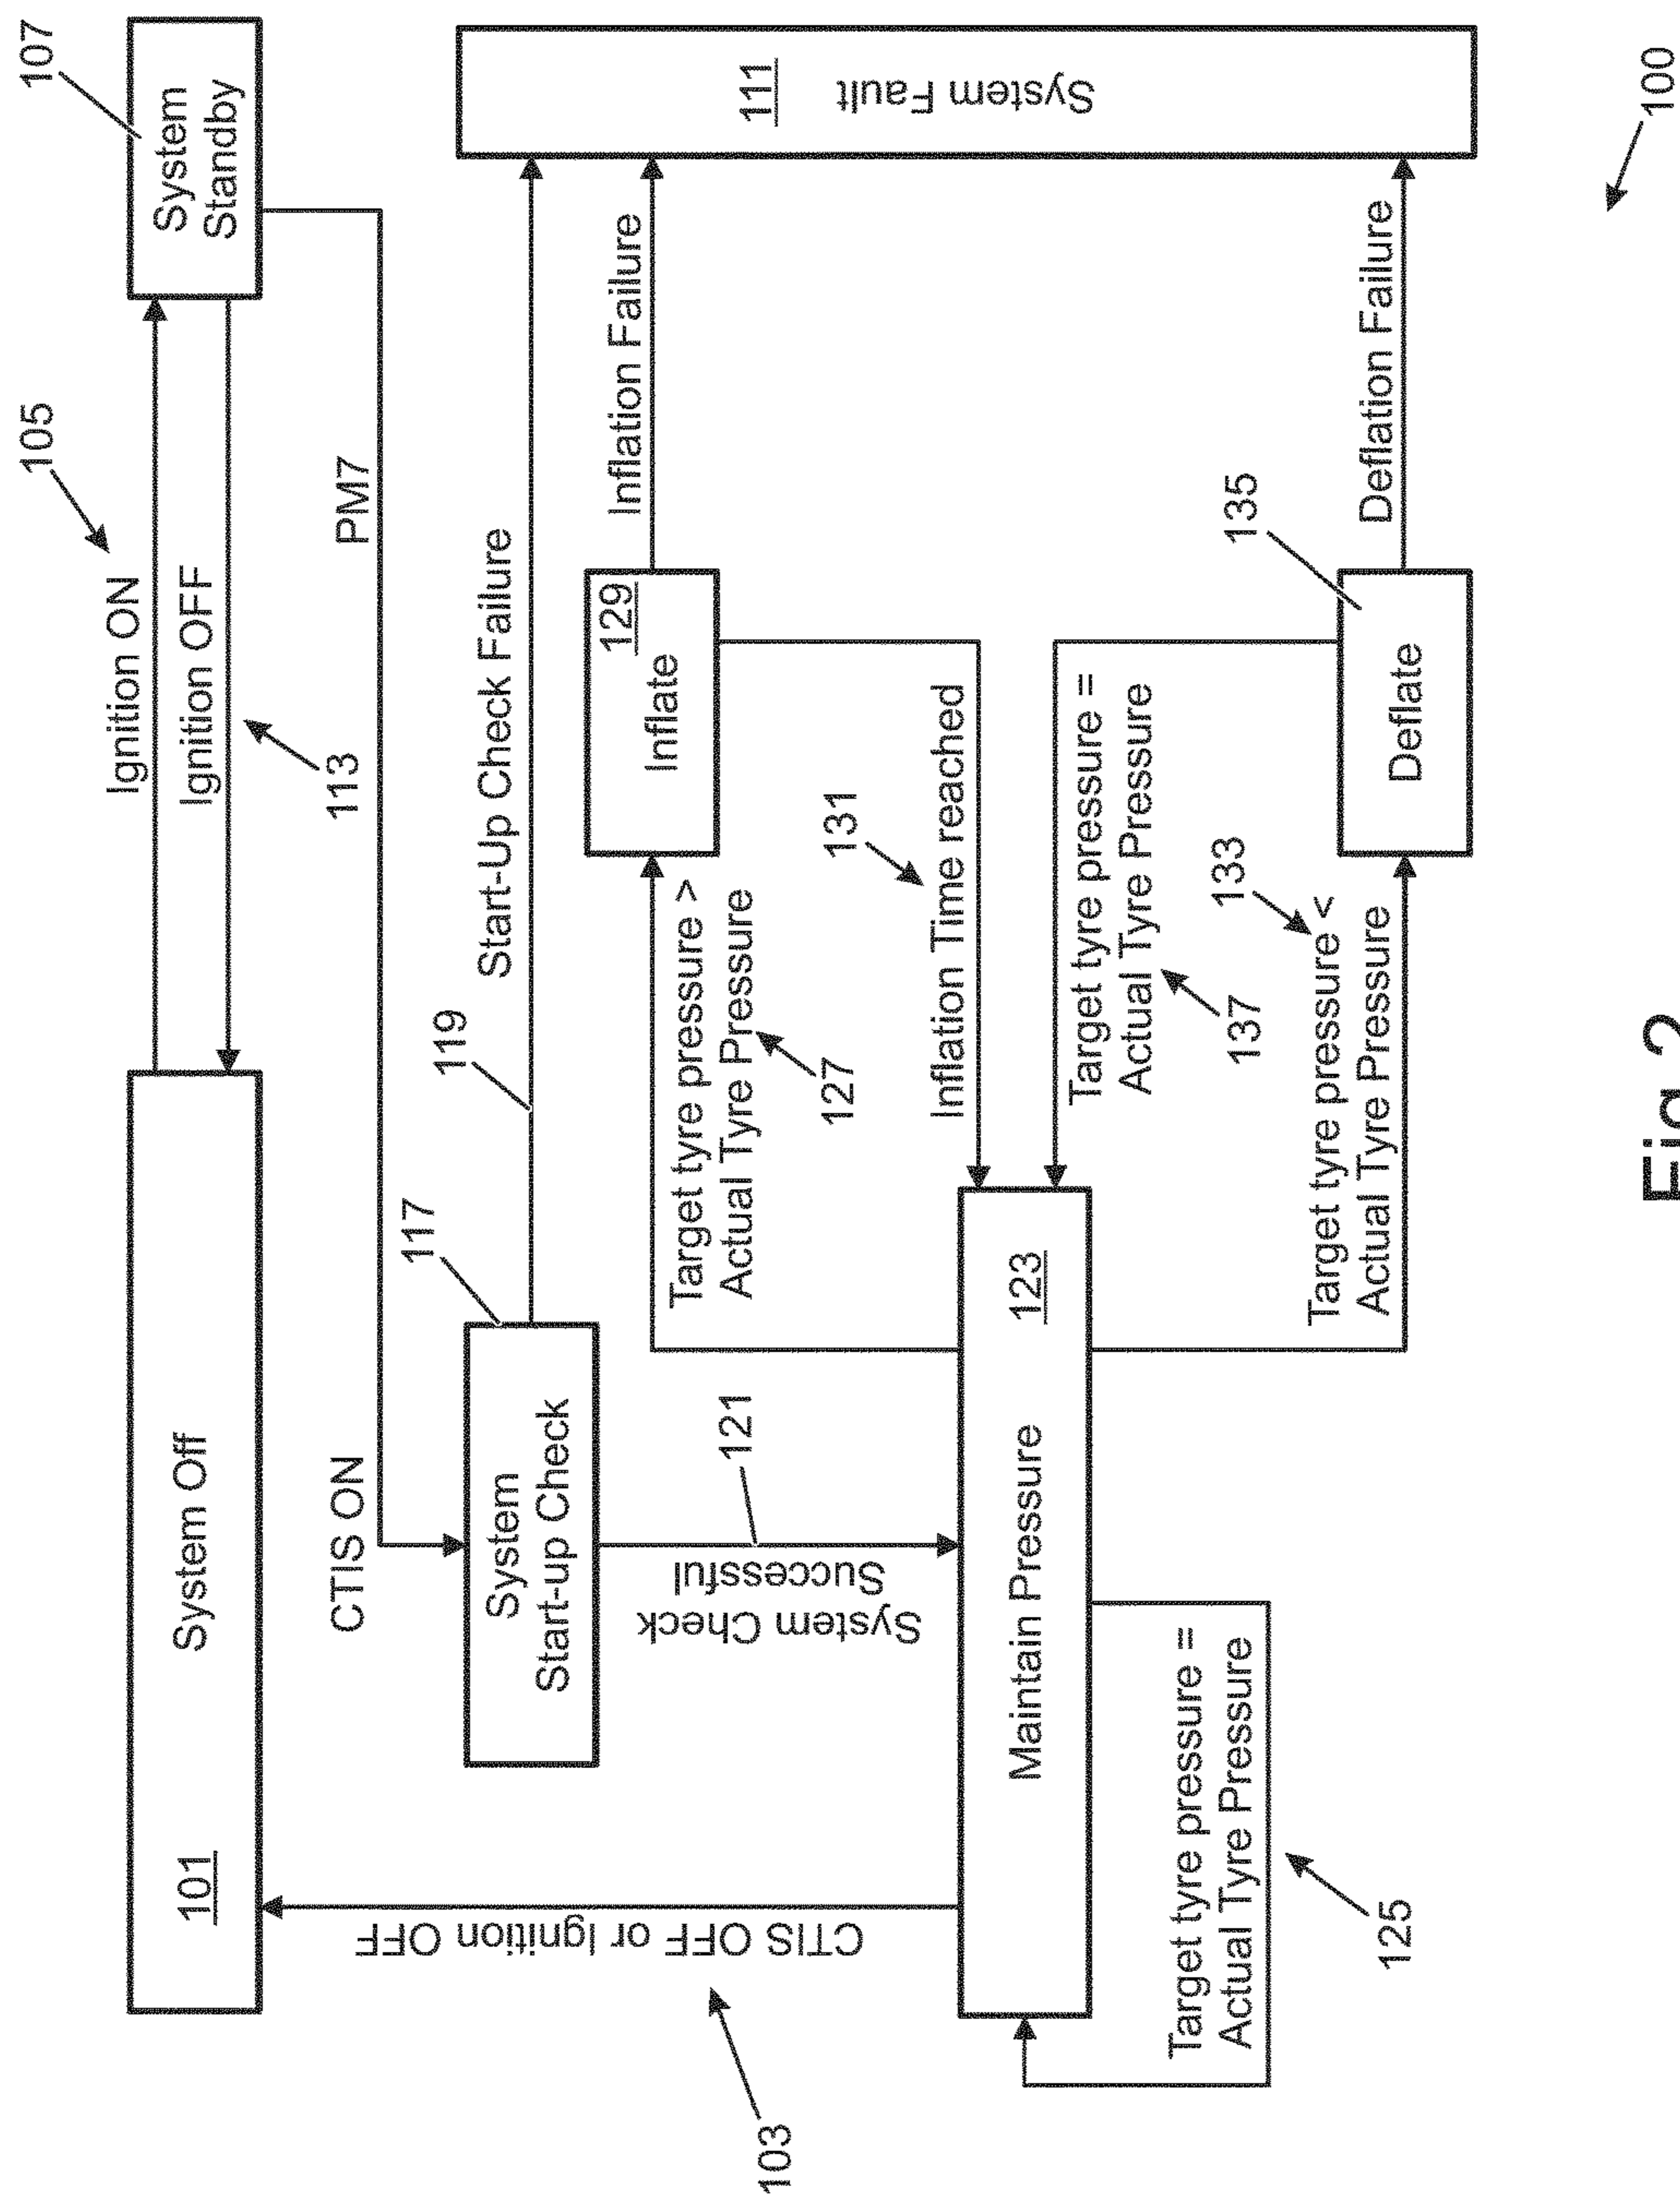 107
System
Standby
105
Ignition ON
Ignition OFF
113
PM7
CTIS ON
System Off
101
117
System
Start-up Check
119
Start-Up Check Failure
111
System Fault
System Check
Successful
121
CTIS OFF or Ignition OFF
103
Maintain Pressure
123
Target tyre pressure =
Actual Tyre Pressure
125
Target tyre pressure >
Actual Tyre Pressure
127
129
Inflate
Inflation Failure
131
Inflation Time reached
Target tyre pressure =
Actual Tyre Pressure
137
133
Target tyre pressure <
Actual Tyre Pressure
135
Deflate
Deflation Failure
100
Fig 2